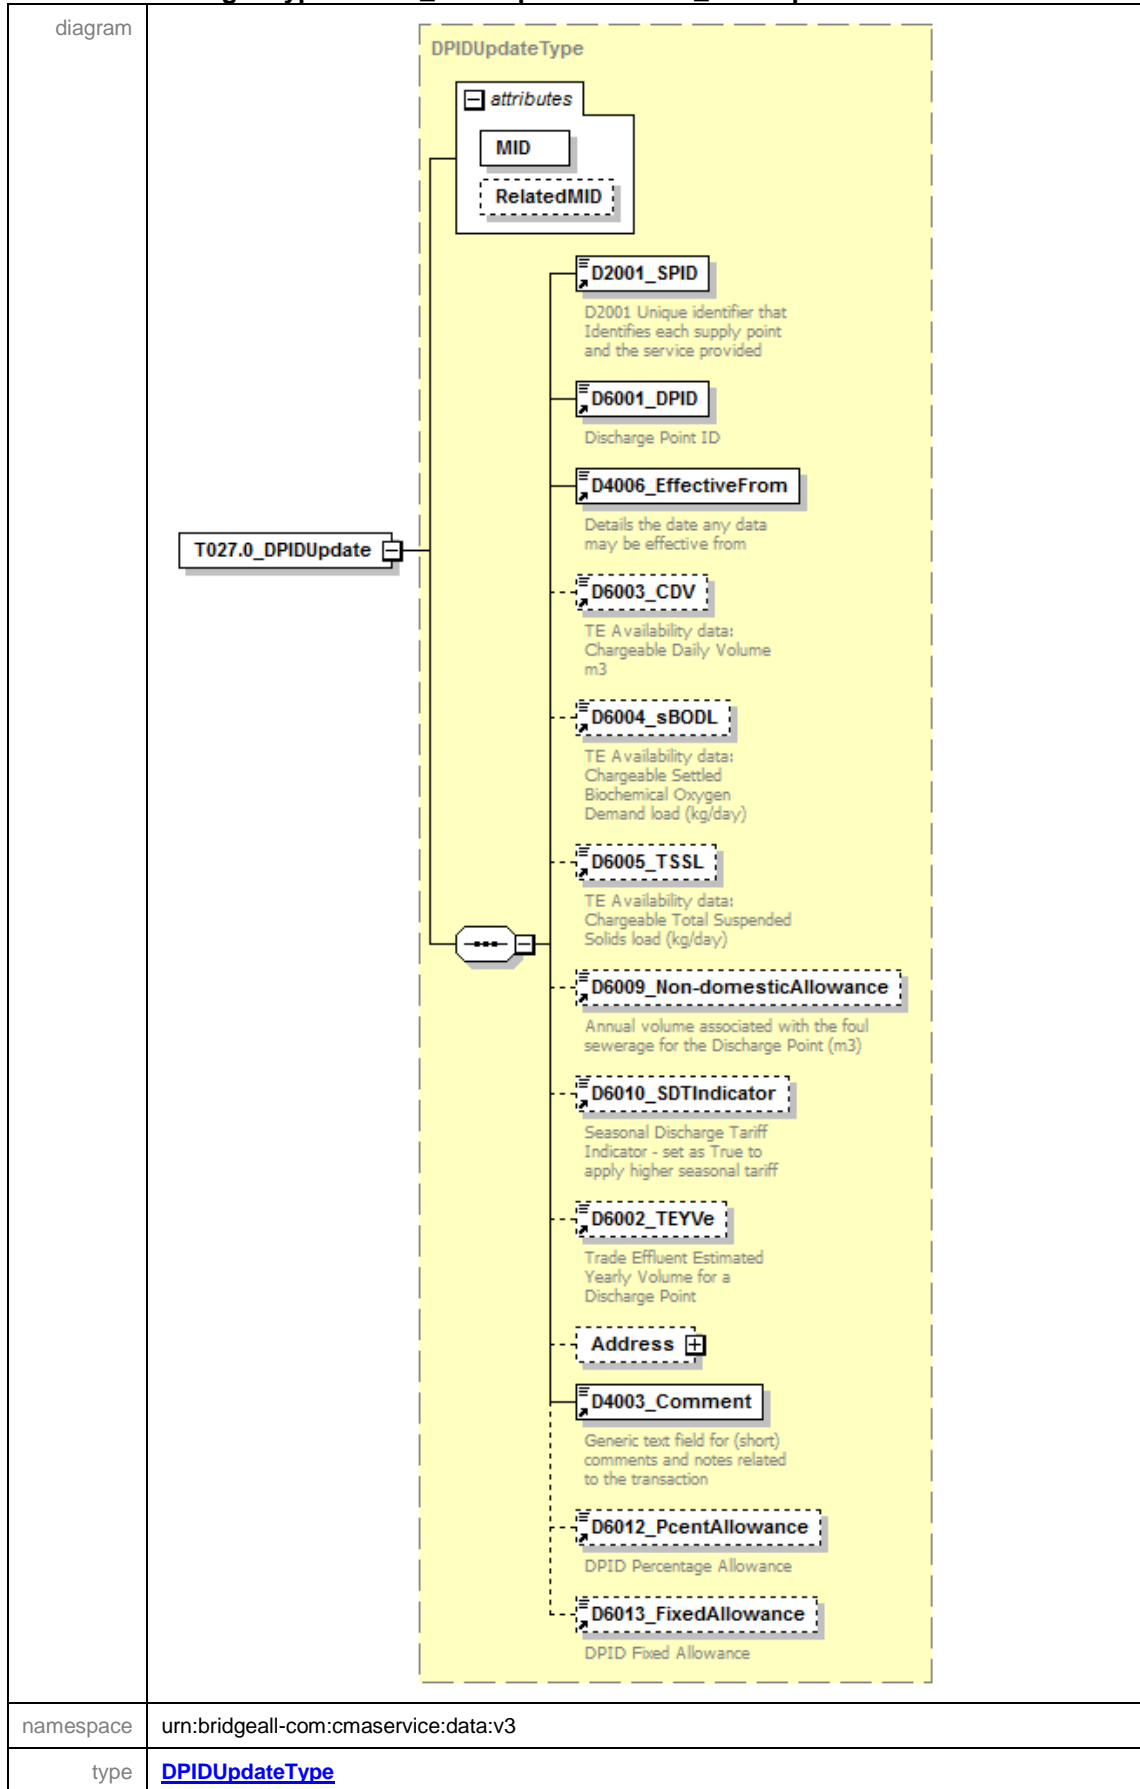 diagram
DPIDUpdateType
attributes
MID
RelatedMID
D2001_SPID
D2001 Unique identifier that
Identifies each supply point
and the service provided
D6001_DPID
Discharge Point ID
D4006_EffectiveFrom
Details the date any data
may be effective from
T027.0_DPIDUpdate
D6003_CDV
TE Availability data:
Chargeable Daily Volume
m3
D6004_sBODL
TE Availability data:
Chargeable Settled
Biochemical Oxygen
Demand load (kg/day)
D6005_TSSL
TE Availability data:
Chargeable Total Suspended
Solids load (kg/day)
D6009_Non-domesticAllowance
Annual volume associated with the foul
sewerage for the Discharge Point (m3)
D6010_SDTIndicator
Seasonal Discharge Tariff
Indicator - set as True to
apply higher seasonal tariff
D6002_TEYVe
Trade Effluent Estimated
Yearly Volume for a
Discharge Point
Address
D4003_Comment
Generic text field for (short)
comments and notes related
to the transaction
D6012_PcentAllowance
DPID Percentage Allowance
D6013_FixedAllowance
DPID Fixed Allowance
namespace urn:bridgeall-com:cmaservice:data:v3
type DPIDUpdateType